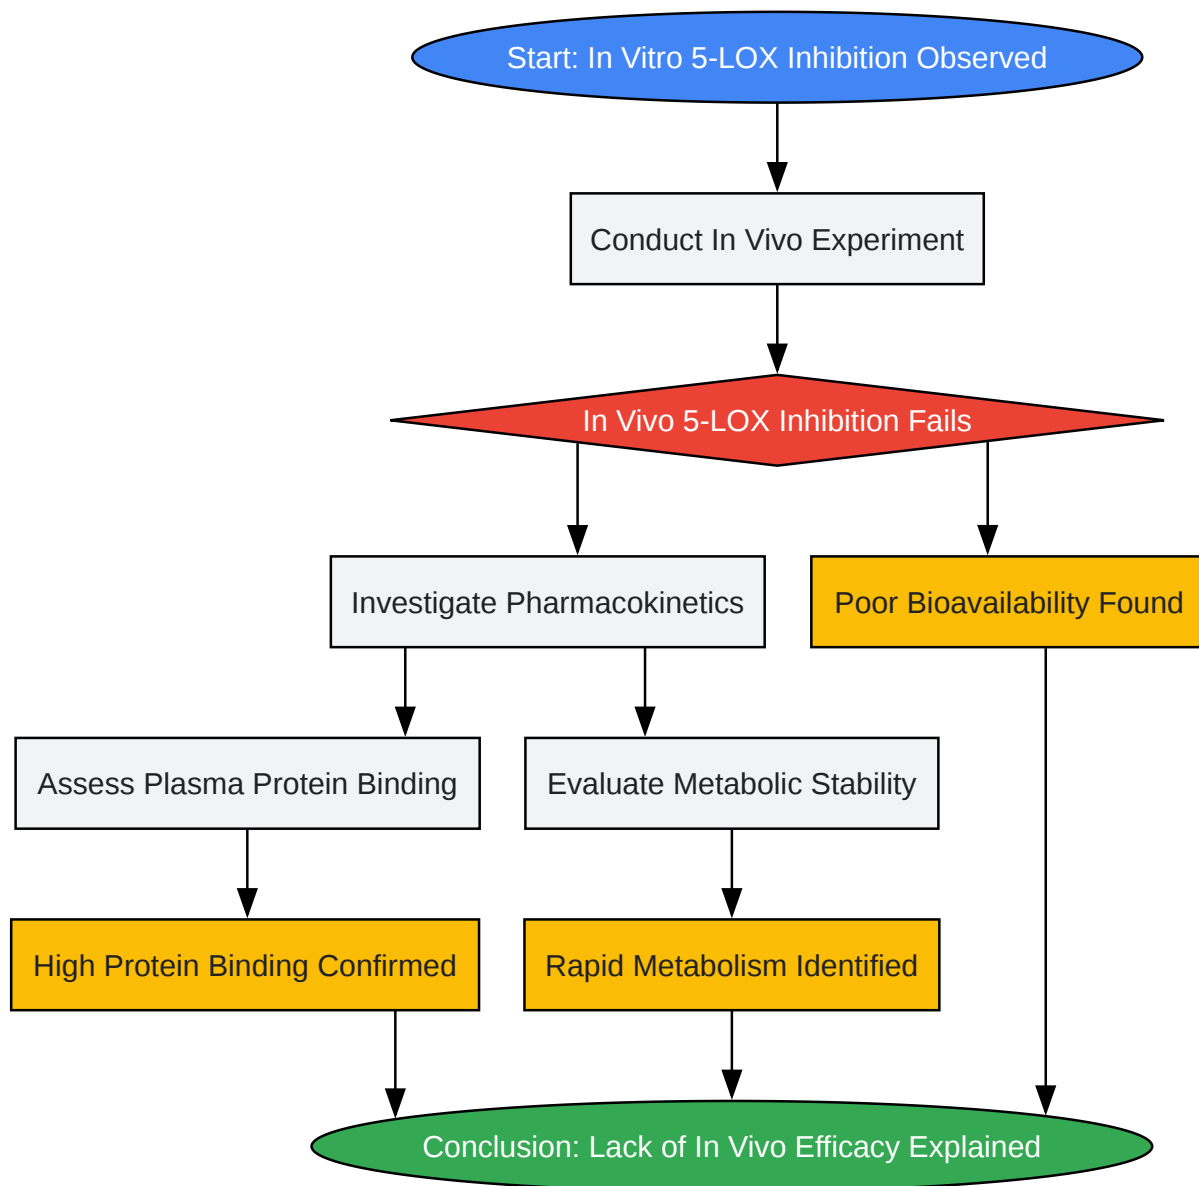 Start: In Vitro 5-LOX Inhibition Observed
Conduct In Vivo Experiment
In Vivo 5-LOX Inhibition Fails
Investigate Pharmacokinetics
Poor Bioavailability Found
Assess Plasma Protein Binding
Evaluate Metabolic Stability
High Protein Binding Confirmed
Rapid Metabolism Identified
Conclusion: Lack of In Vivo Efficacy Explained